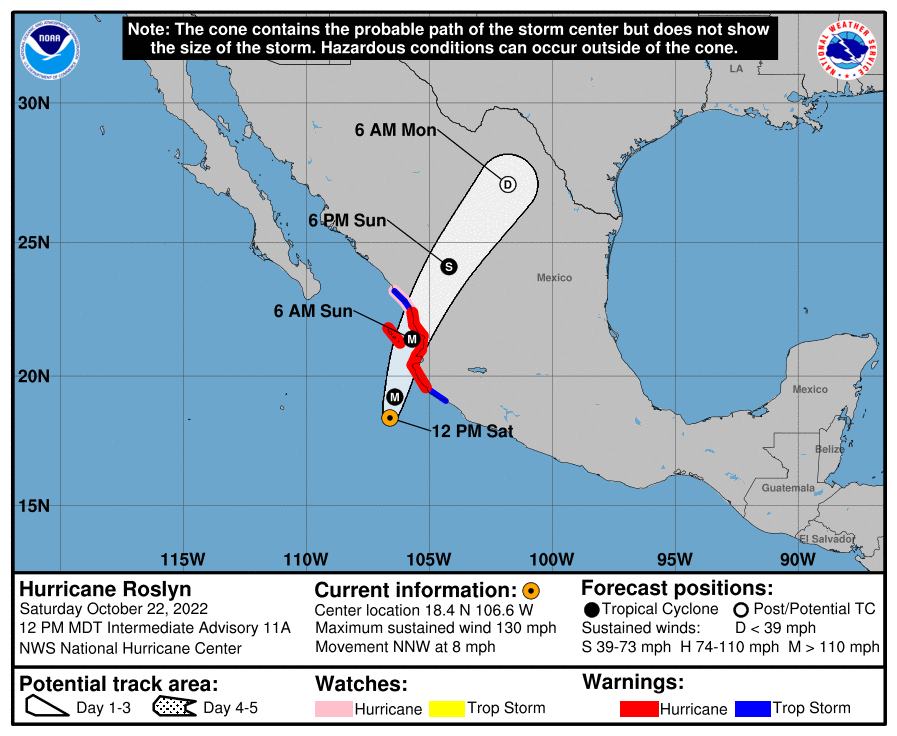 Note: The cone contains the probable path of the storm center but does not show
the size of the storm. Hazardous conditions can occur outside of the cone.
NOAA
NATIONAL WEATHER SERVICE
LA
30N
6 AM Mon
D
6 PM Sun
25N
S
Mexico
6 AM Sun
M
20N
Mexico
M
12 PM Sat
Belize
Guatemala
15N
El Salvador
115W
110W
105W
100W
95W
90W
Hurricane Roslyn
Saturday October 22, 2022
12 PM MDT Intermediate Advisory 11A
NWS National Hurricane Center
Current information:
Center location 18.4 N 106.6 W
Maximum sustained wind 130 mph
Movement NNW at 8 mph
Forecast positions:
Tropical Cyclone Post/Potential TC
Sustained winds: D < 39 mph
S 39-73 mph H 74-110 mph M > 110 mph
Potential track area:
Day 1-3 Day 4-5
Watches:
Hurricane Trop Storm
Warnings:
Hurricane Trop Storm